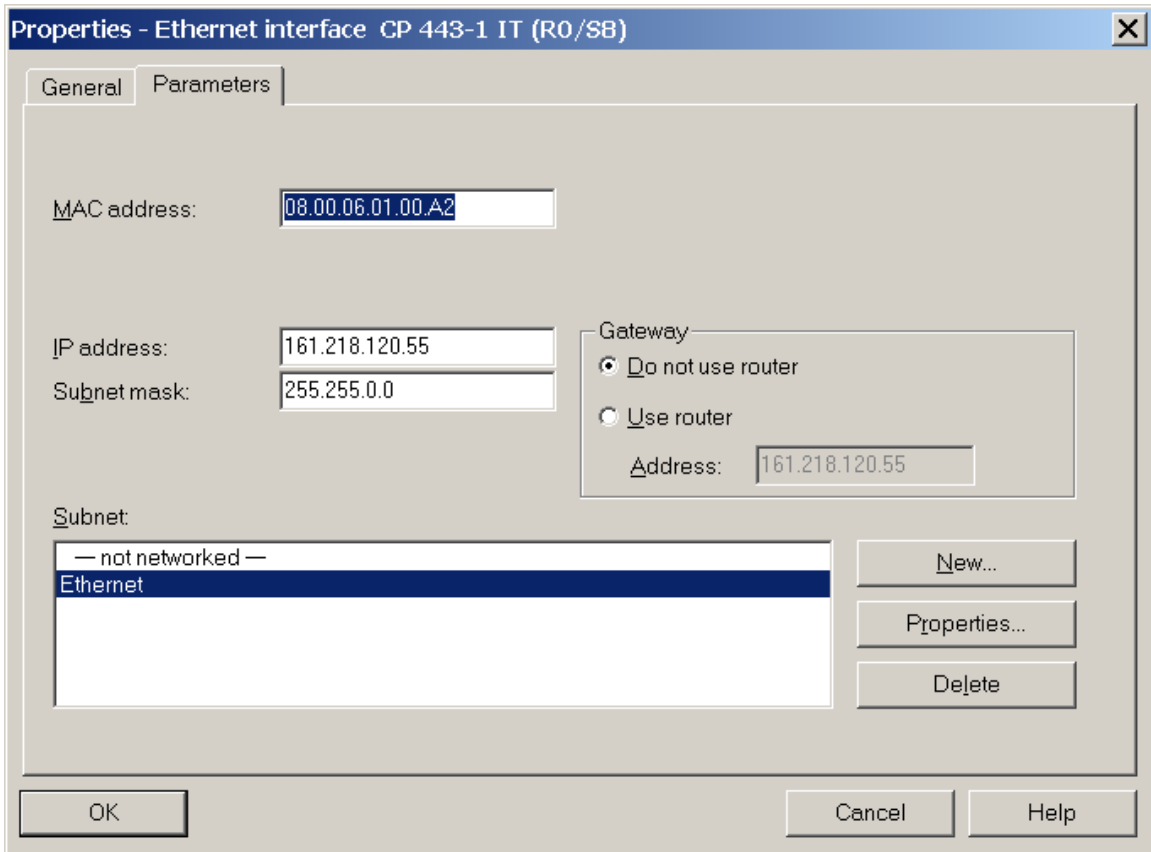 Properties - Ethernet interface CP 443-1 IT (R0/S8)
General
Parameters
MAC address:
08.00.06.01.00.A2
IP address:
161.218.120.55
Subnet mask:
255.255.0.0
Gateway
Do not use router
Use router
Address:
161.218.120.55
Subnet:
— not networked —
Ethernet
New...
Properties...
Delete
OK
Cancel
Help